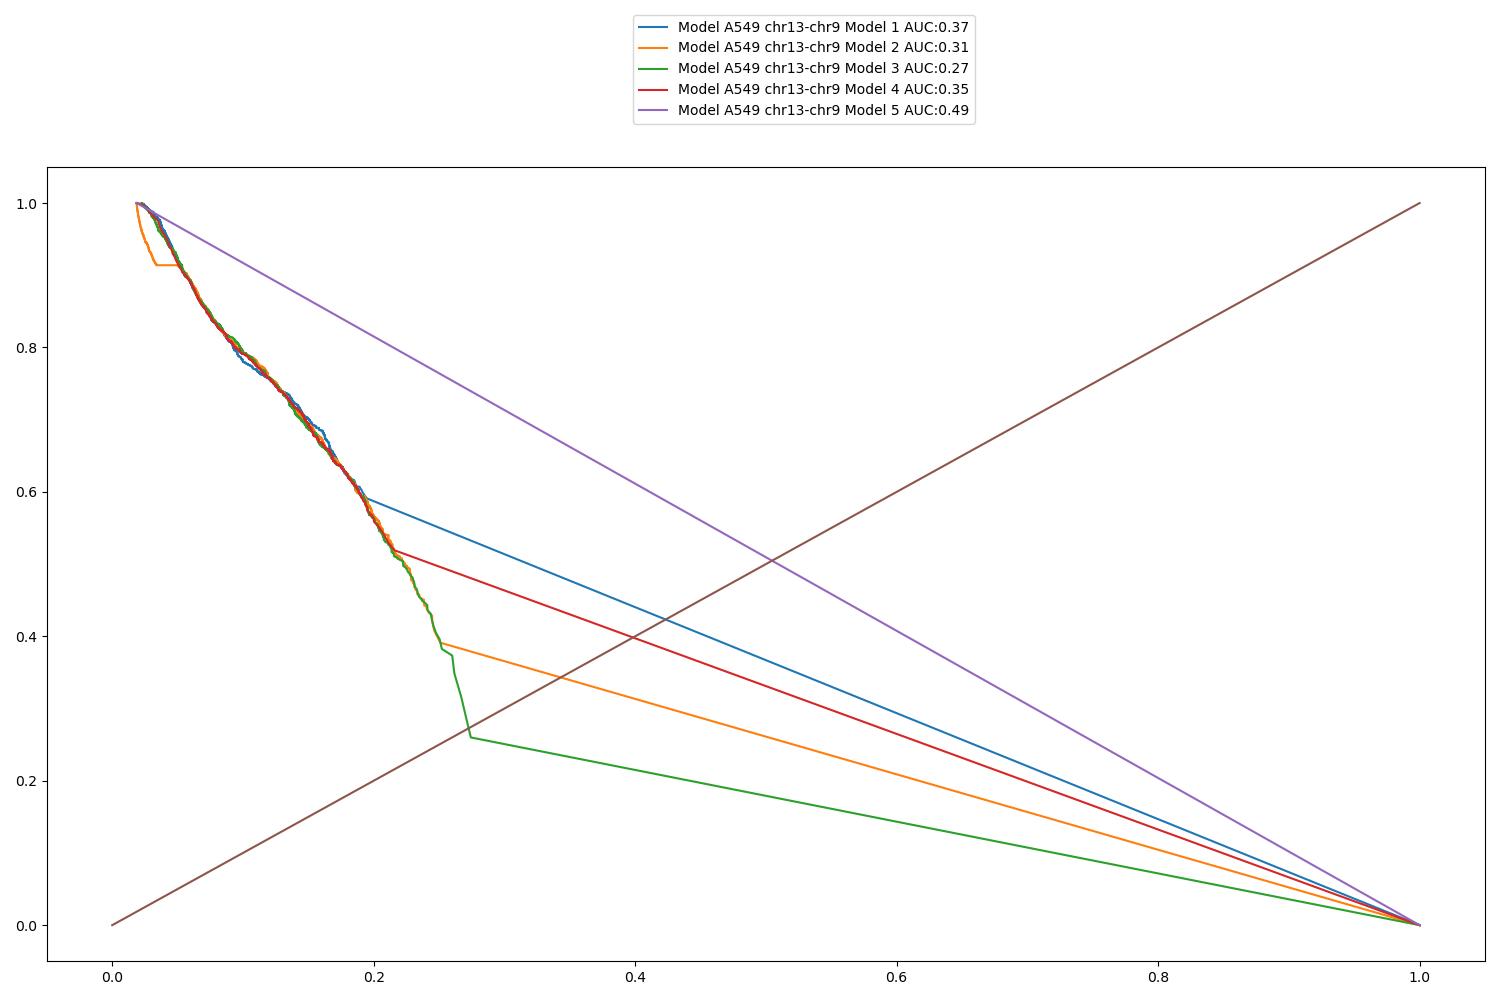 Model A549 chr13-chr9 Model 1 AUC:0.37
Model A549 chr13-chr9 Model 2 AUC:0.31
Model A549 chr13-chr9 Model 3 AUC:0.27
Model A549 chr13-chr9 Model 4 AUC:0.35
Model A549 chr13-chr9 Model 5 AUC:0.49
1.0
0.8
0.6
0.4
0.2
0.0
0.0 0.2 0.4 0.6 0.8 1.0